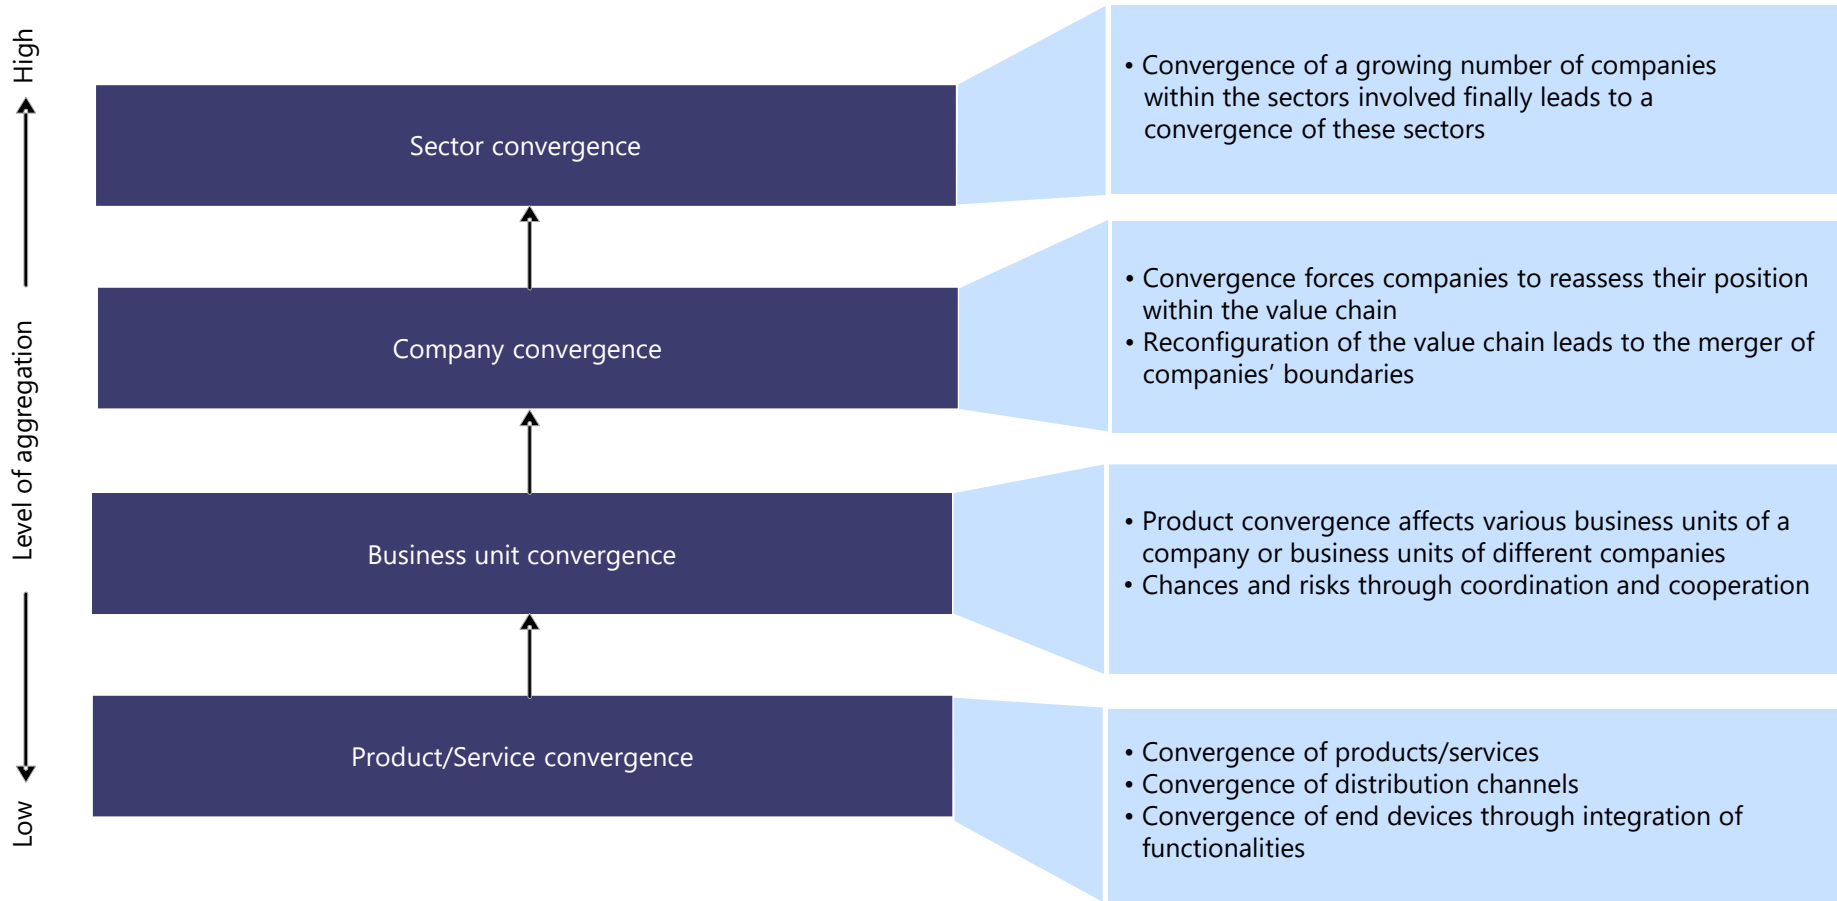 High
Level of aggregation
Low
Sector convergence
• Convergence of a growing number of companies
within the sectors involved finally leads to a
convergence of these sectors
Company convergence
• Convergence forces companies to reassess their position
within the value chain
• Reconfiguration of the value chain leads to the merger of
companies’ boundaries
Business unit convergence
• Product convergence affects various business units of a
company or business units of different companies
• Chances and risks through coordination and cooperation
Product/Service convergence
• Convergence of products/services
• Convergence of distribution channels
• Convergence of end devices through integration of
functionalities